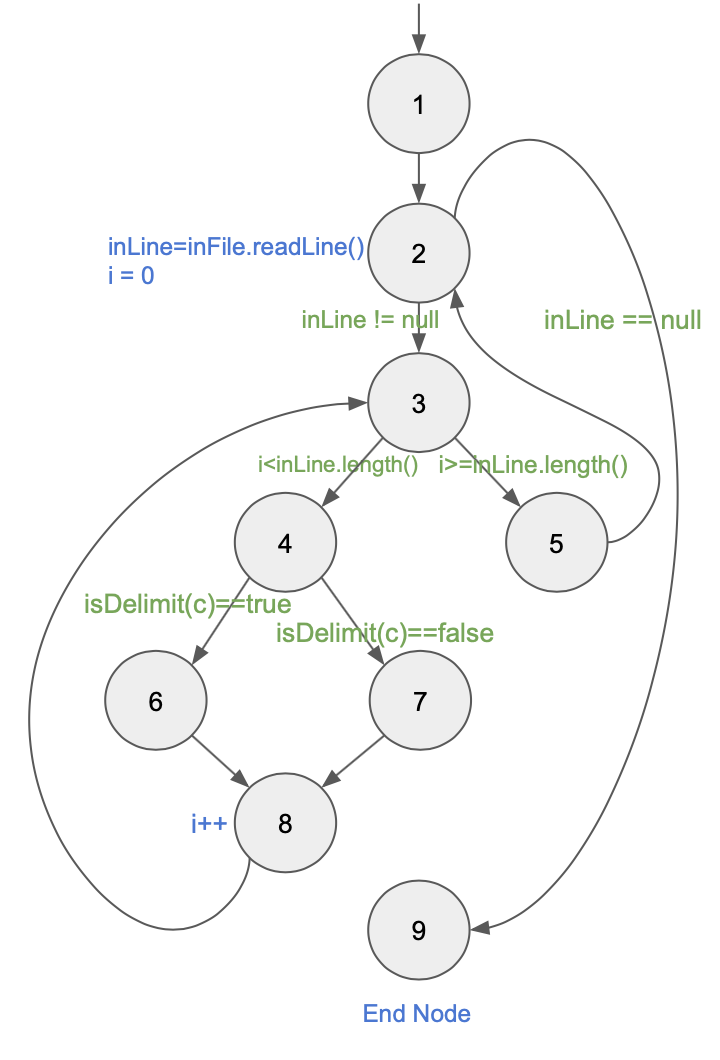 1
inLine=inFile.readLine()
i = 0
2
inLine != null
inLine == null
3
i<inLine.length()
i>=inLine.length()
4
5
isDelimit(c)==true
isDelimit(c)==false
6
7
i++
8
9
End Node